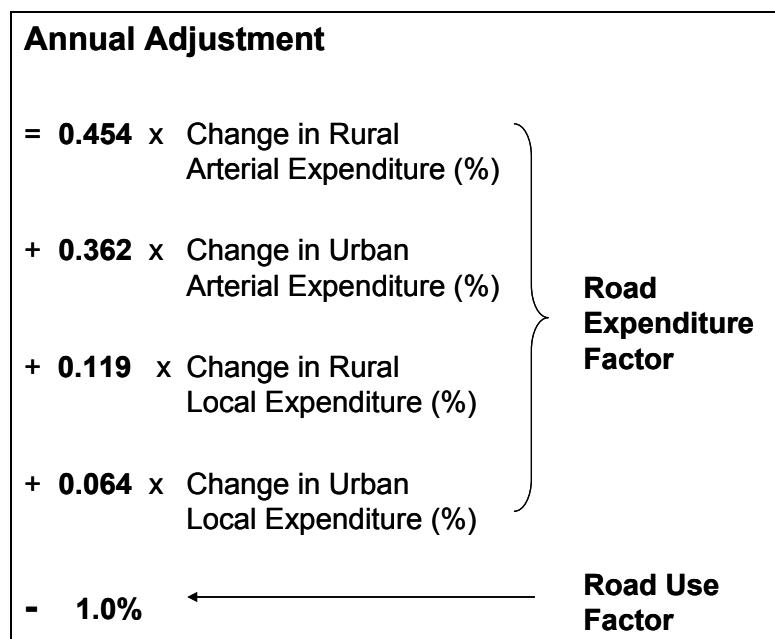 Annual Adjustment
= 0.454 x Change in Rural
Arterial Expenditure (%)
+ 0.362 x Change in Urban
Arterial Expenditure (%)
+ 0.119 x Change in Rural
Local Expenditure (%)
+ 0.064 x Change in Urban
Local Expenditure (%)
Road
Expenditure
Factor
- 1.0%
Road Use
Factor